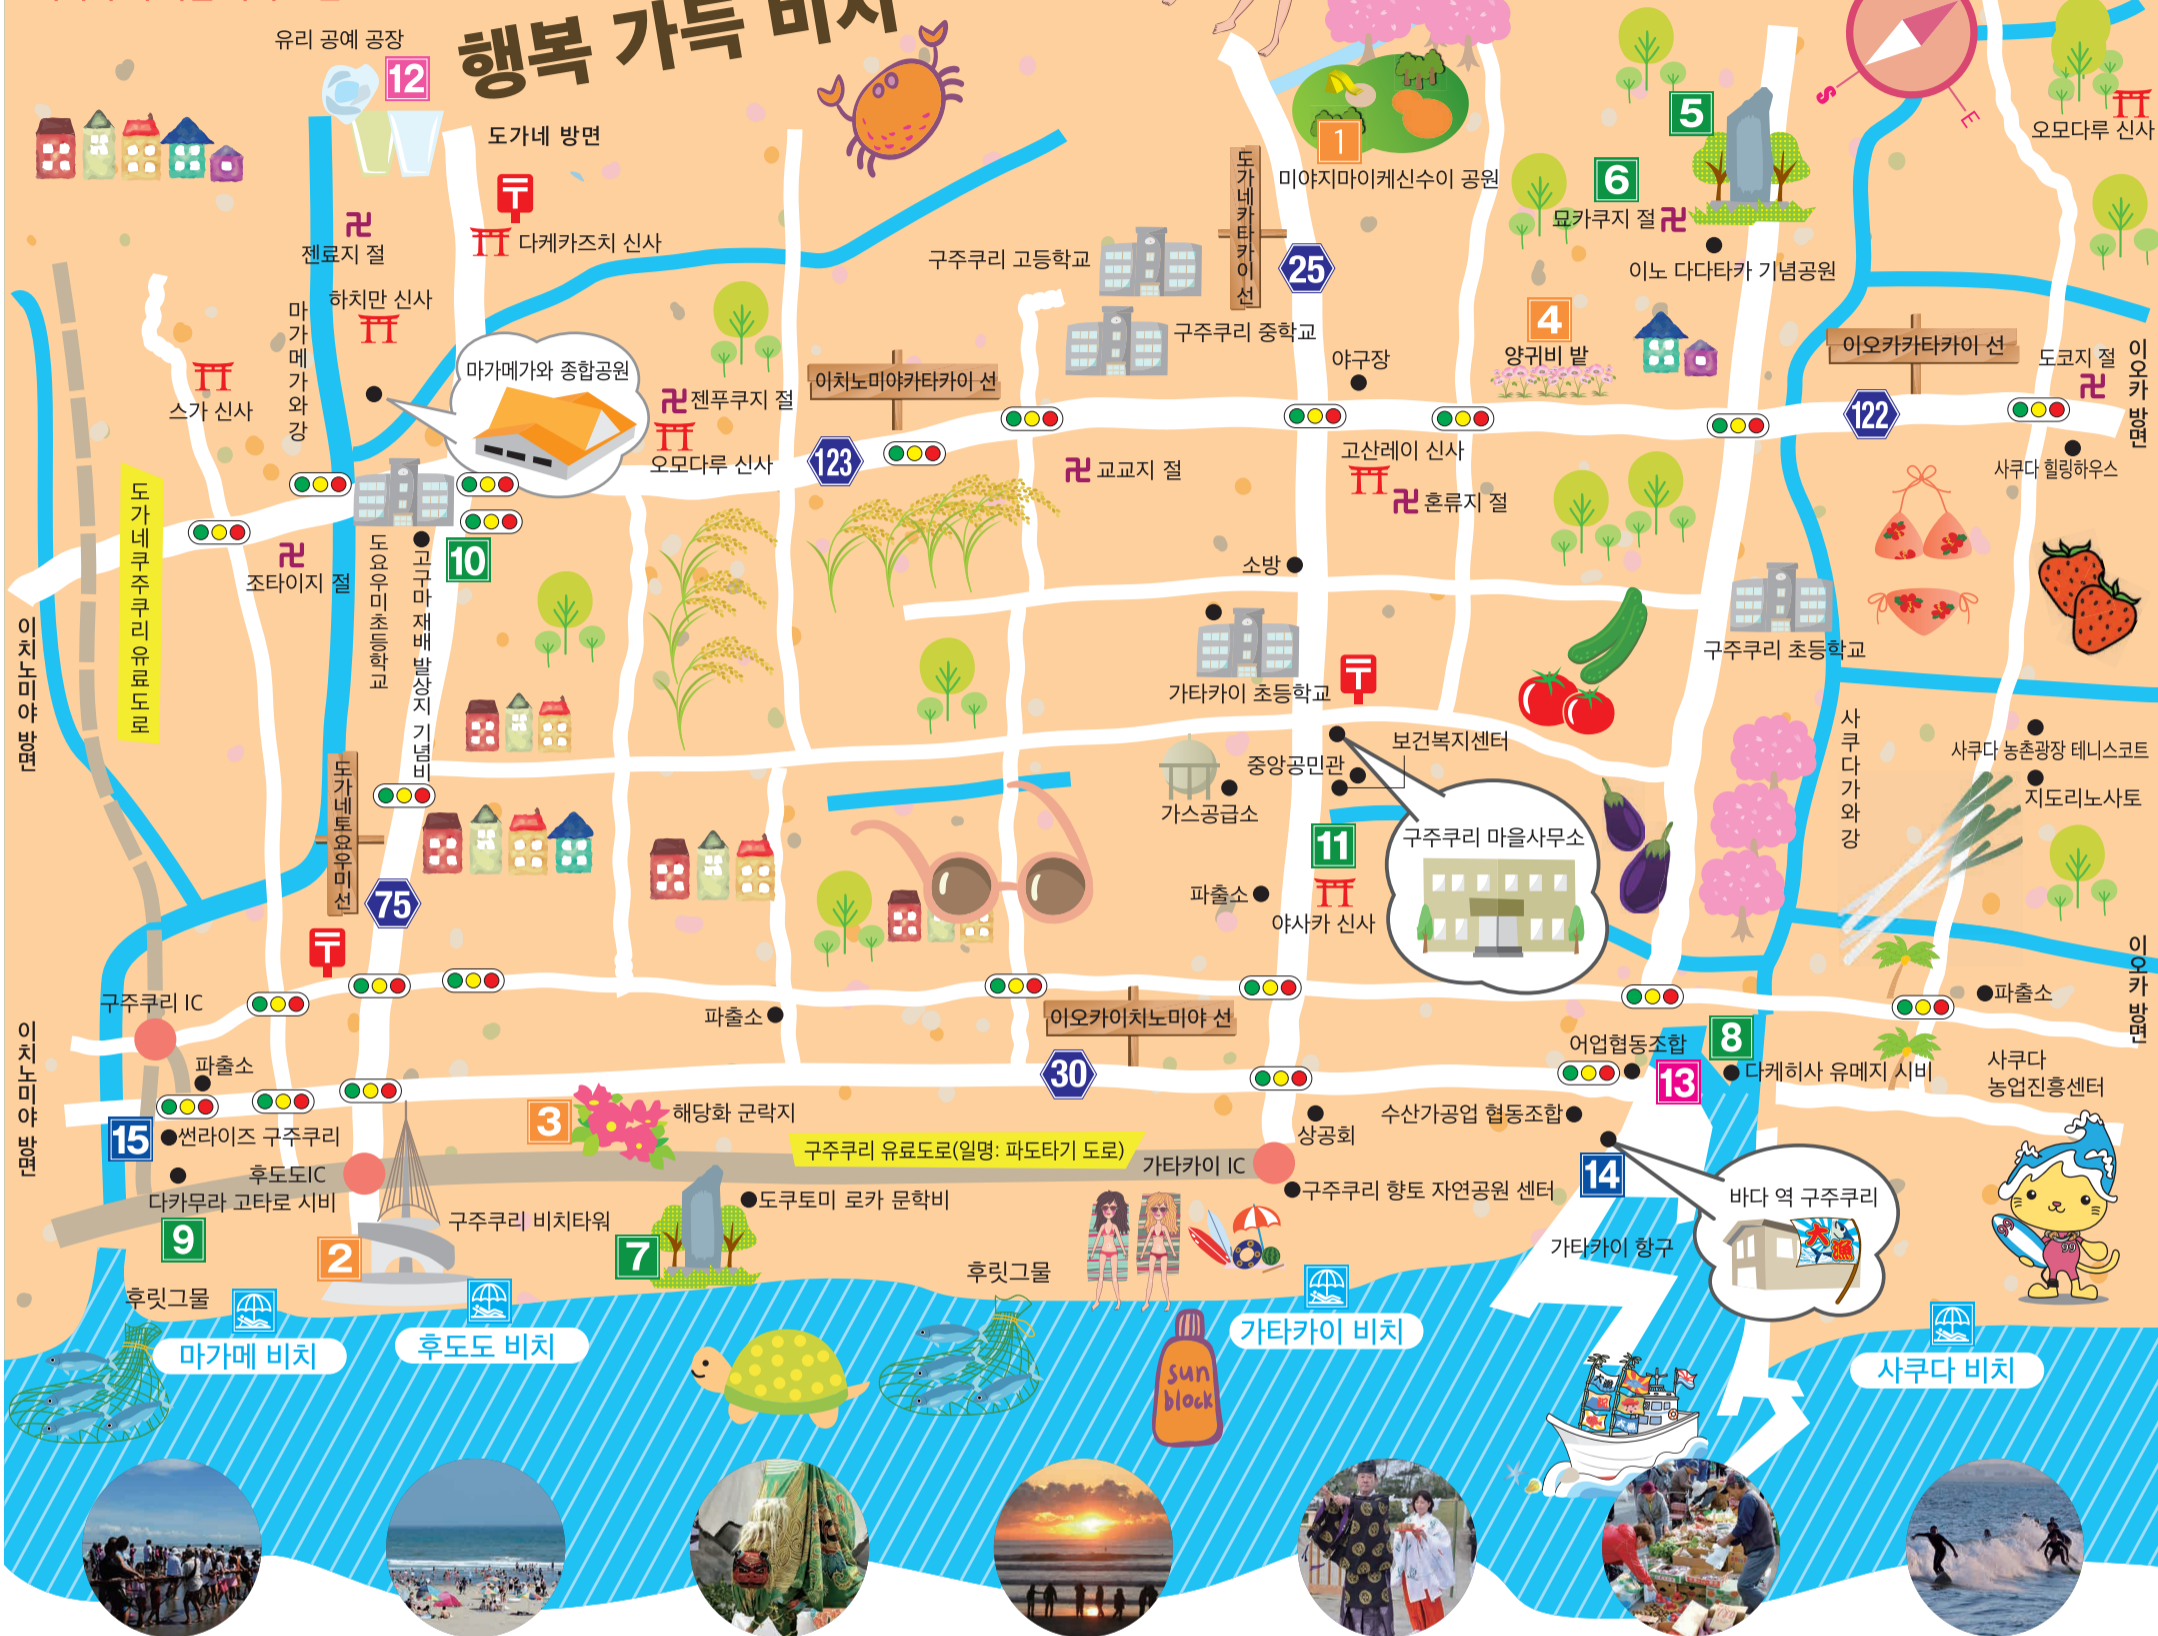 행복 가득 비치
유리 공예 공장
12
도가네 방면
젠료지 절
다케카즈치 신사
하치만 신사
마가메가와 강
스가 신사
마가메가와 종합공원
젠푸쿠지 절
오모다루 신사
이치노미야카타카이 선
123
구주쿠리 고등학교
구주쿠리 중학교
도가네카타카이 선
25
1
미야지마이케신수이 공원
5
6
묘카쿠지 절
이노 다다타카 기념공원
S
E
오모다루 신사
4
양귀비 밭
야구장
이오카카타카이 선
122
도코지 절
이오카 방면
사쿠다 힐링하우스
고산레이 신사
혼류지 절
교교지 절
도가네쿠주쿠리 유료도로
조타이지 절
도요우미초등학교
고구마 재배 발상지 기념비
10
이치노미야 방면
소방
가타카이 초등학교
구주쿠리 초등학교
보건복지센터
중앙공민관
가스공급소
구주쿠리 마을사무소
11
파출소
야사카 신사
사쿠다가와 강
사쿠다 농촌광장 테니스코트
지도리노사토
이오카 방면
도가네토요우미 선
75
구주쿠리 IC
파출소
파출소
이오카이치노미야 선
30
파출소
어업협동조합
8
13
다케히사 유메지 시비
사쿠다
농업진흥센터
이치노미야 방면
15
썬라이즈 구주쿠리
후도도IC
다카무라 고타로 시비
9
2
구주쿠리 비치타워
3
해당화 군락지
구주쿠리 유료도로(일명: 파도타기 도로)
7
도쿠토미 로카 문학비
가타카이 IC
상공회
수산가공업 협동조합
구주쿠리 향토 자연공원 센터
14
바다 역 구주쿠리
大漁
가타카이 항구
99
99
후릿그물
후릿그물
마가메 비치
후도도 비치
가타카이 비치
사쿠다 비치
sun
block